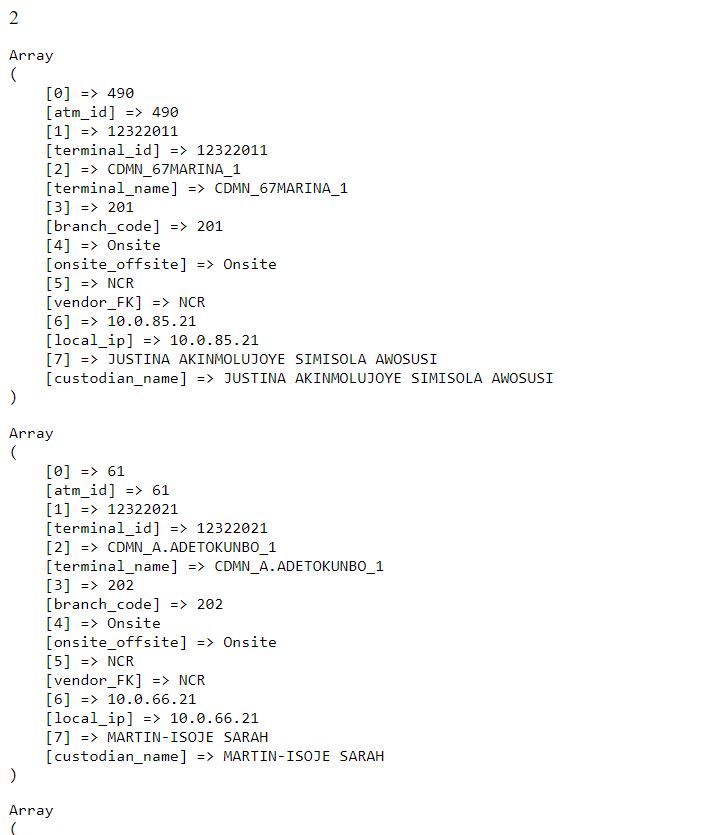 2
Array
(
[0] => 490
[atm_id] => 490
[1] => 12322011
[terminal_id] => 12322011
[2] => CDMN_67MARINA_1
[terminal_name] => CDMN_67MARINA_1
[3] => 201
[branch_code] => 201
[4] => Onsite
[onsite_offsite] => Onsite
[5] => NCR
[vendor_FK] => NCR
[6] => 10.0.85.21
[local_ip] => 10.0.85.21
[7] => JUSTINA AKINMOLUJOYE SIMISOLA AWOSUSI
[custodian_name] => JUSTINA AKINMOLUJOYE SIMISOLA AWOSUSI
)
Array
(
[0] => 61
[atm_id] => 61
[1] => 12322021
[terminal_id] => 12322021
[2] => CDMN_A.ADETOKUNBO_1
[terminal_name] => CDMN_A.ADETOKUNBO_1
[3] => 202
[branch_code] => 202
[4] => Onsite
[onsite_offsite] => Onsite
[5] => NCR
[vendor_FK] => NCR
[6] => 10.0.66.21
[local_ip] => 10.0.66.21
[7] => MARTIN-ISOJE SARAH
[custodian_name] => MARTIN-ISOJE SARAH
)
Array
(